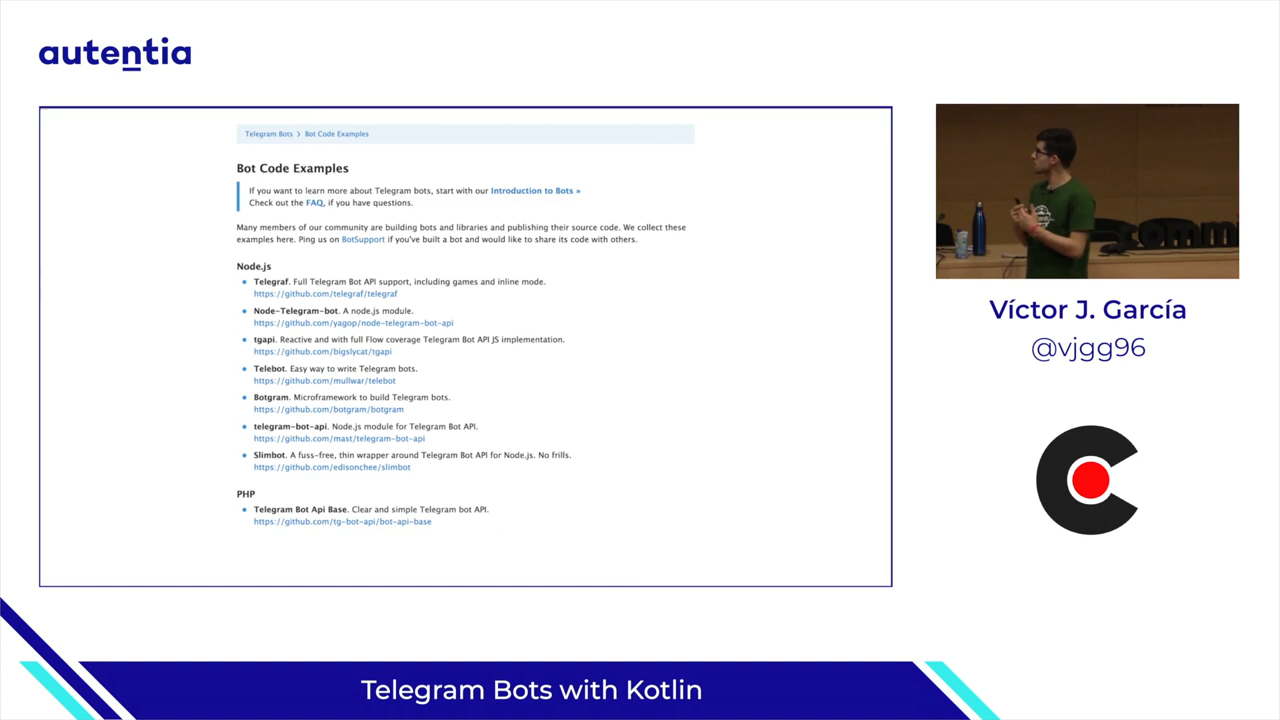 autentia
Telegram Bots > Bot Code Examples
Bot Code Examples
If you want to learn more about Telegram bots, start with our Introduction to Bots »
Check out the FAQ, if you have questions.
Many members of our community are building bots and libraries and publishing their source code. We collect these
examples here. Ping us on BotSupport if you've built a bot and would like to share its code with others.
Node.js
Telegraf. Full Telegram Bot API support, including games and inline mode.
https://github.com/telegraf/telegraf
Node-Telegram-bot. A node.js module.
https://github.com/yagop/node-telegram-bot-api
tgapi. Reactive and with full Flow coverage Telegram Bot API JS implementation.
https://github.com/bigslycat/tgapi
Telebot. Easy way to write Telegram bots.
https://github.com/mullwar/telebot
Botgram. Microframework to build Telegram bots.
https://github.com/botgram/botgram
telegram-bot-api. Node.js module for Telegram Bot API.
https://github.com/mast/telegram-bot-api
Slimbot. A fuss-free, thin wrapper around Telegram Bot API for Node.js. No frills.
https://github.com/edisonchee/slimbot
PHP
Telegram Bot Api Base. Clear and simple Telegram bot API.
https://github.com/tg-bot-api/bot-api-base
comm
Víctor J. García
@vjgg96
Telegram Bots with Kotlin